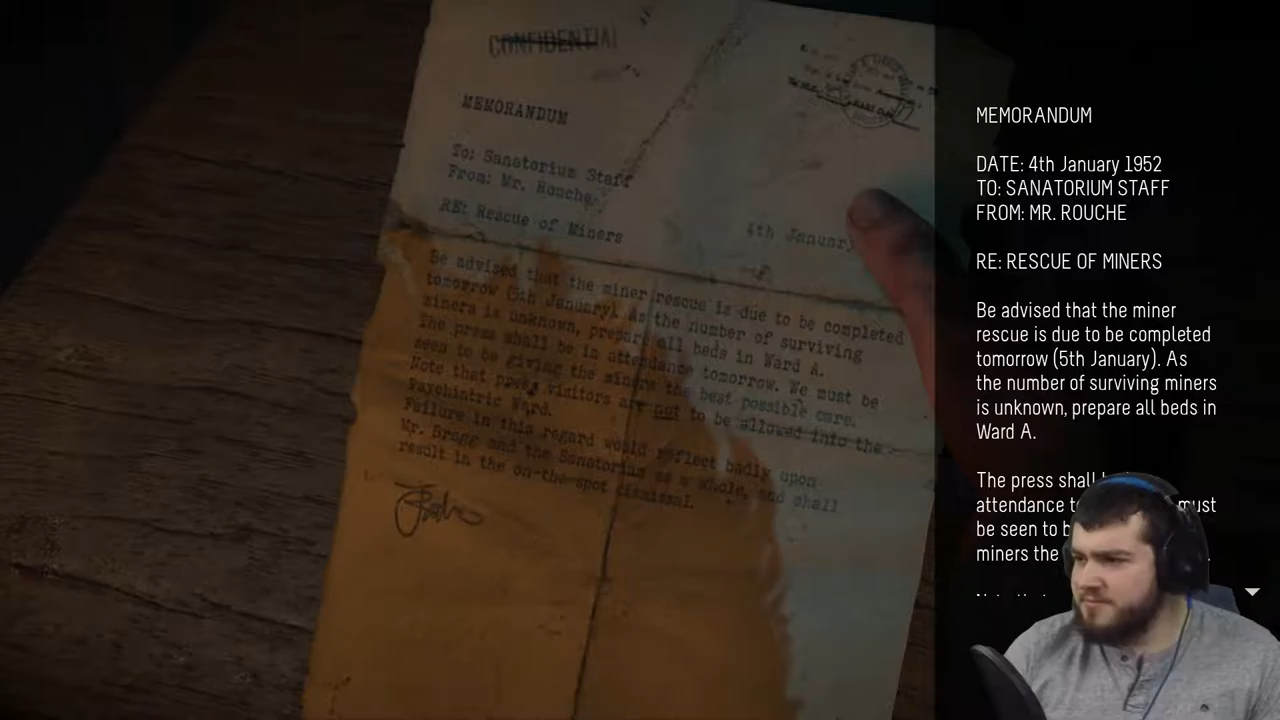 CONFIDENTIAL
MEMORANDUM
To: Sanatorium Staff
From: Mr. Rouche
RE: Rescue of Miners
4th January
Be advised that the miner rescue is due to be completed
tomorrow (5th January). As the number of surviving
miners is unknown, prepare all beds in Ward A.
The press shall be in attendance tomorrow. We must be
seen to be giving the miners the best possible care.
Note that press visitors are not to be allowed into the
Psychiatric Ward.
Failure in this regard would reflect badly upon
Mr. Bragg and the Sanatorium as a whole, and shall
result in the on-the-spot dismissal.
MEMORANDUM
DATE: 4th January 1952
TO: SANATORIUM STAFF
FROM: MR. ROUCHE
RE: RESCUE OF MINERS
Be advised that the miner
rescue is due to be completed
tomorrow (5th January). As
the number of surviving miners
is unknown, prepare all beds in
Ward A.
The press shall
attendance must
be seen to
miners the